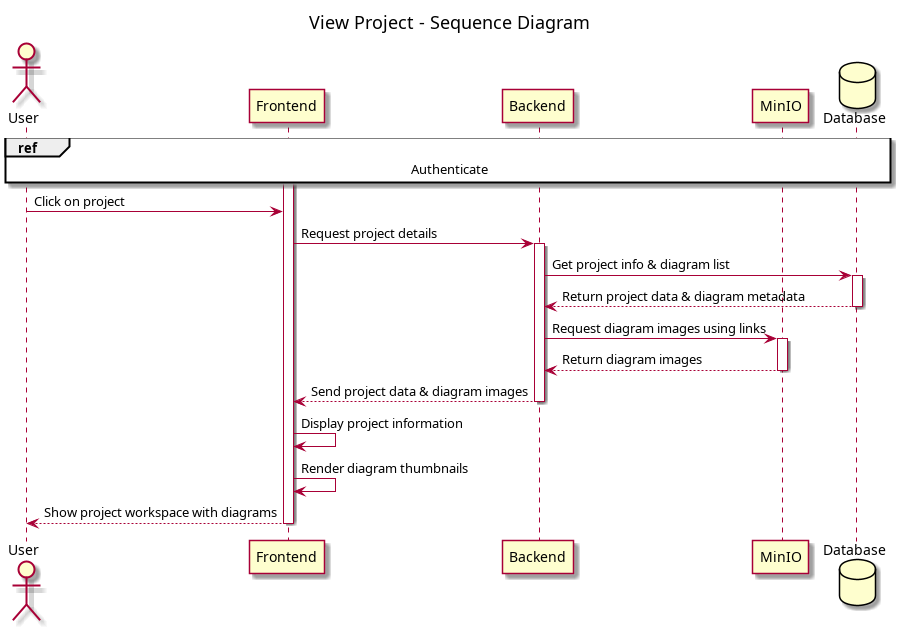 View Project - Sequence Diagram
User
Frontend
Backend
MinIO
Database
ref
Authenticate
Click on project
Request project details
Get project info & diagram list
Return project data & diagram metadata
Request diagram images using links
Return diagram images
Send project data & diagram images
Display project information
Render diagram thumbnails
Show project workspace with diagrams
User
Frontend
Backend
MinIO
Database